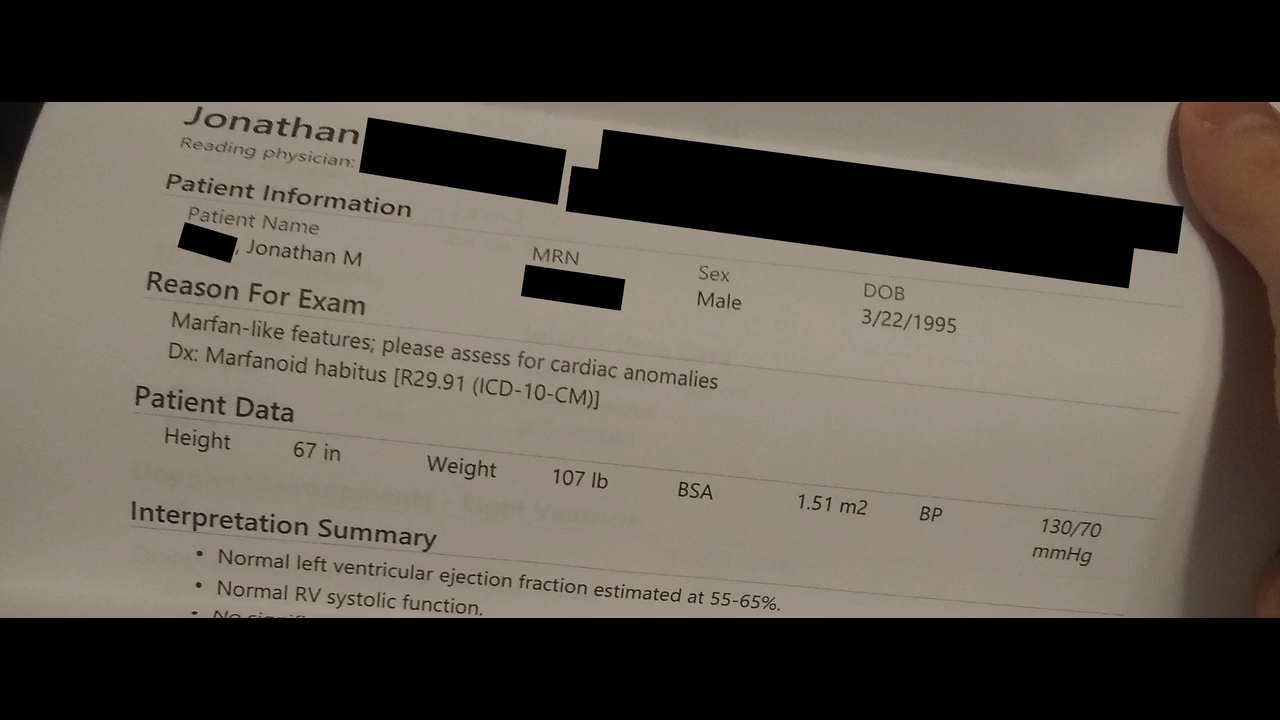 Jonathan
Reading physician:
Patient Information
Patient Name
, Jonathan M
MRN
Sex
Male
DOB
3/22/1995
Reason For Exam
Marfan-like features; please assess for cardiac anomalies
Dx: Marfanoid habitus [R29.91 (ICD-10-CM)]
Patient Data
Height 67 in Weight 107 lb BSA 1.51 m2 BP 130/70
mmHg
Interpretation Summary
• Normal left ventricular ejection fraction estimated at 55-65%.
• Normal RV systolic function.
• No